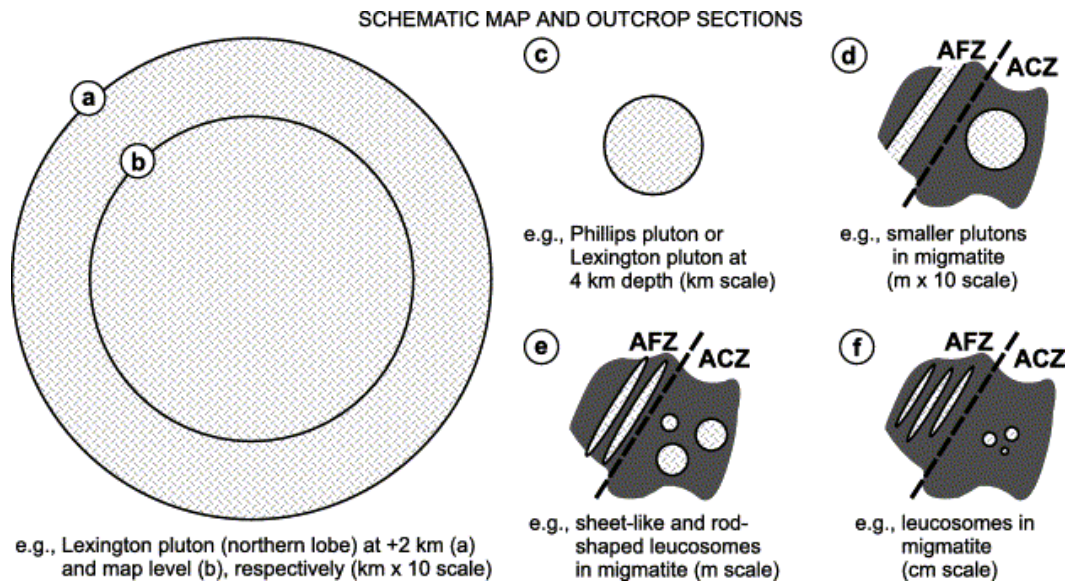 SCHEMATIC MAP AND OUTCROP SECTIONS
a
b
e.g., Lexington pluton (northern lobe) at +2 km (a)
and map level (b), respectively (km x 10 scale)
c
e.g., Phillips pluton or
Lexington pluton at
4 km depth (km scale)
d
AFZ
ACZ
e.g., smaller plutons
in migmatite
(m x 10 scale)
e
AFZ
ACZ
e.g., sheet-like and rod-
shaped leucosomes
in migmatite (m scale)
f
AFZ
ACZ
e.g., leucosomes in
migmatite
(cm scale)